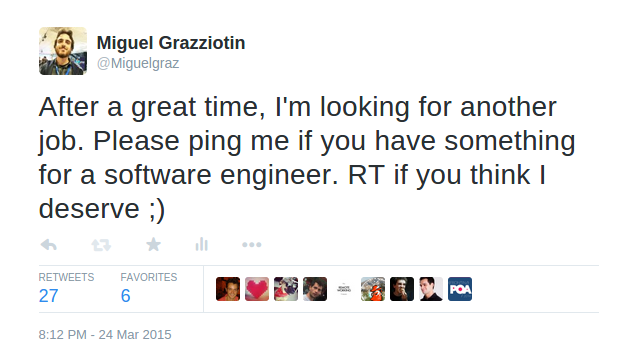 Miguel Grazziotin
@Miguelgraz
After a great time, I'm looking for another
job. Please ping me if you have something
for a software engineer. RT if you think I
deserve ;)
RETWEETS FAVORITES
27 6
POA
8:12 PM - 24 Mar 2015